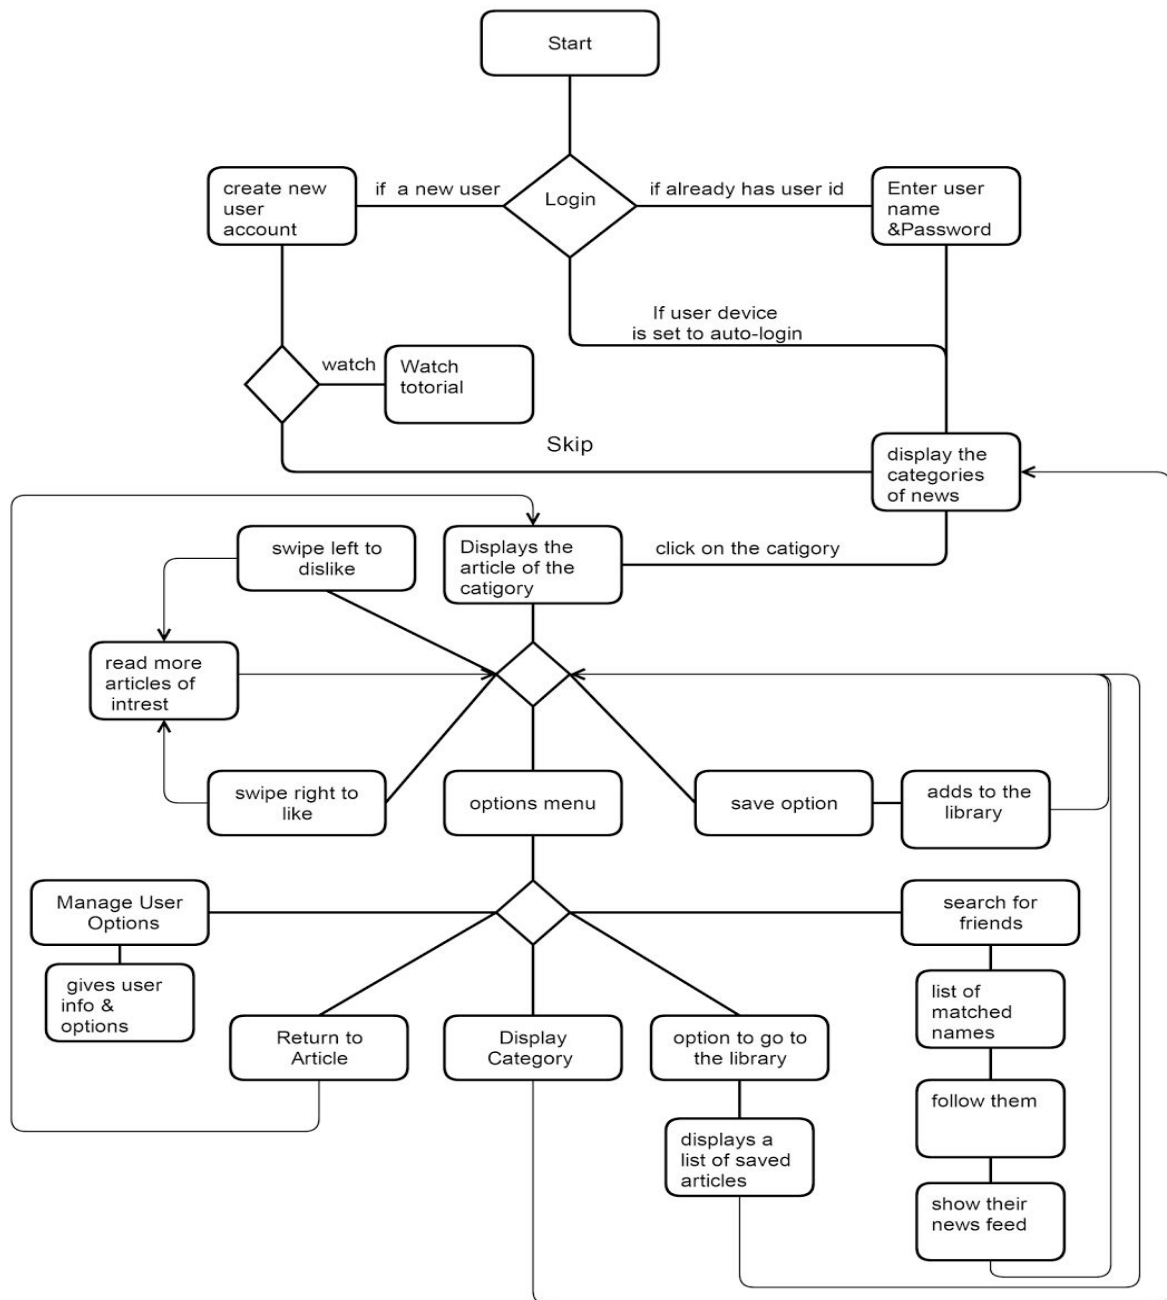 Start
create new
user
account
if  a new user
Login
if already has user id
Enter user
name
&Password
If user device
is set to auto-login
watch
Watch
totorial
Skip
display the
categories
of news
swipe left to
dislike
Displays the
article of the
catigory
click on the catigory
read more
articles of
intrest
swipe right to
like
options menu
save option
adds to the
library
Manage User
Options
search for
friends
gives user
info &
options
list of
matched
names
Return to
Article
Display
Category
option to go to
the library
follow them
displays a
list of saved
articles
show their
news feed